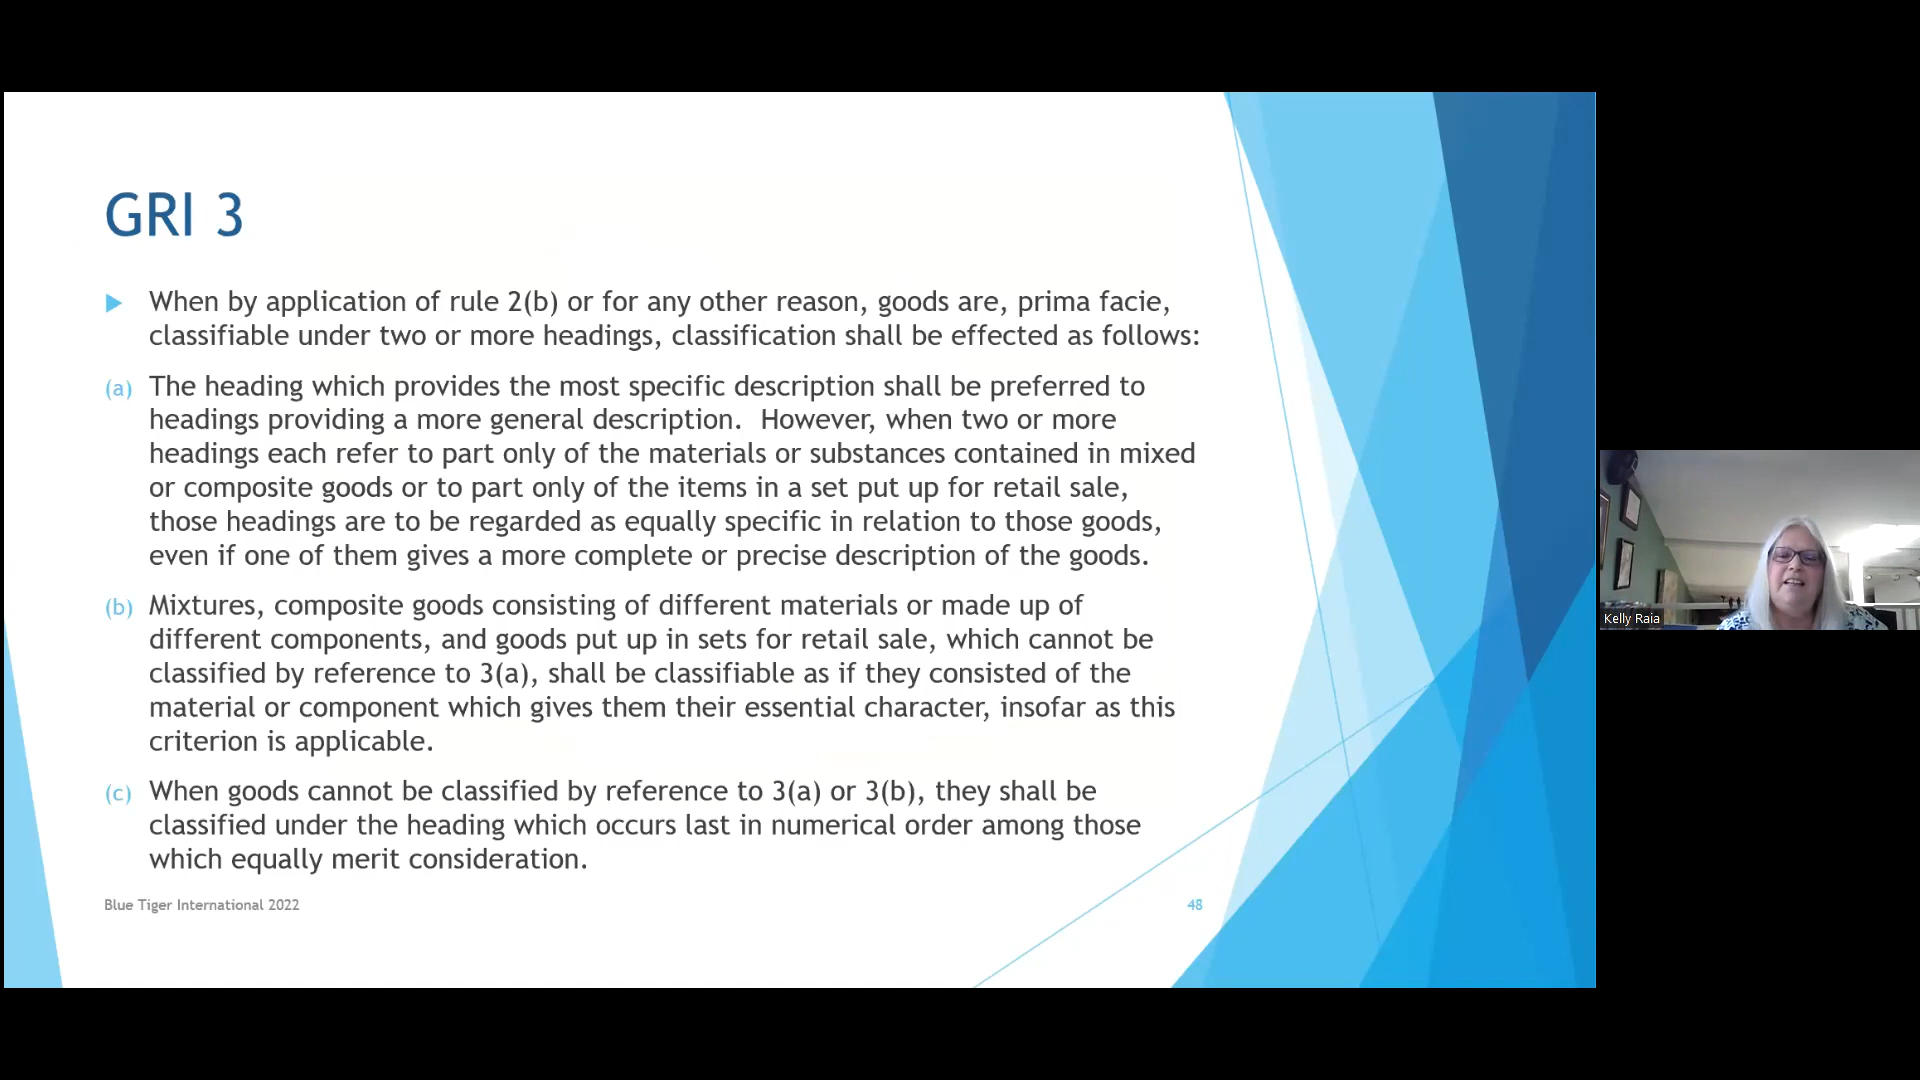 GRI 3
When by application of rule 2(b) or for any other reason, goods are, prima facie,
classifiable under two or more headings, classification shall be effected as follows:
(a) The heading which provides the most specific description shall be preferred to
headings providing a more general description.  However, when two or more
headings each refer to part only of the materials or substances contained in mixed
or composite goods or to part only of the items in a set put up for retail sale,
those headings are to be regarded as equally specific in relation to those goods,
even if one of them gives a more complete or precise description of the goods.
(b) Mixtures, composite goods consisting of different materials or made up of
different components, and goods put up in sets for retail sale, which cannot be
classified by reference to 3(a), shall be classifiable as if they consisted of the
material or component which gives them their essential character, insofar as this
criterion is applicable.
(c) When goods cannot be classified by reference to 3(a) or 3(b), they shall be
classified under the heading which occurs last in numerical order among those
which equally merit consideration.
Blue Tiger International 2022
48
Kelly Raia